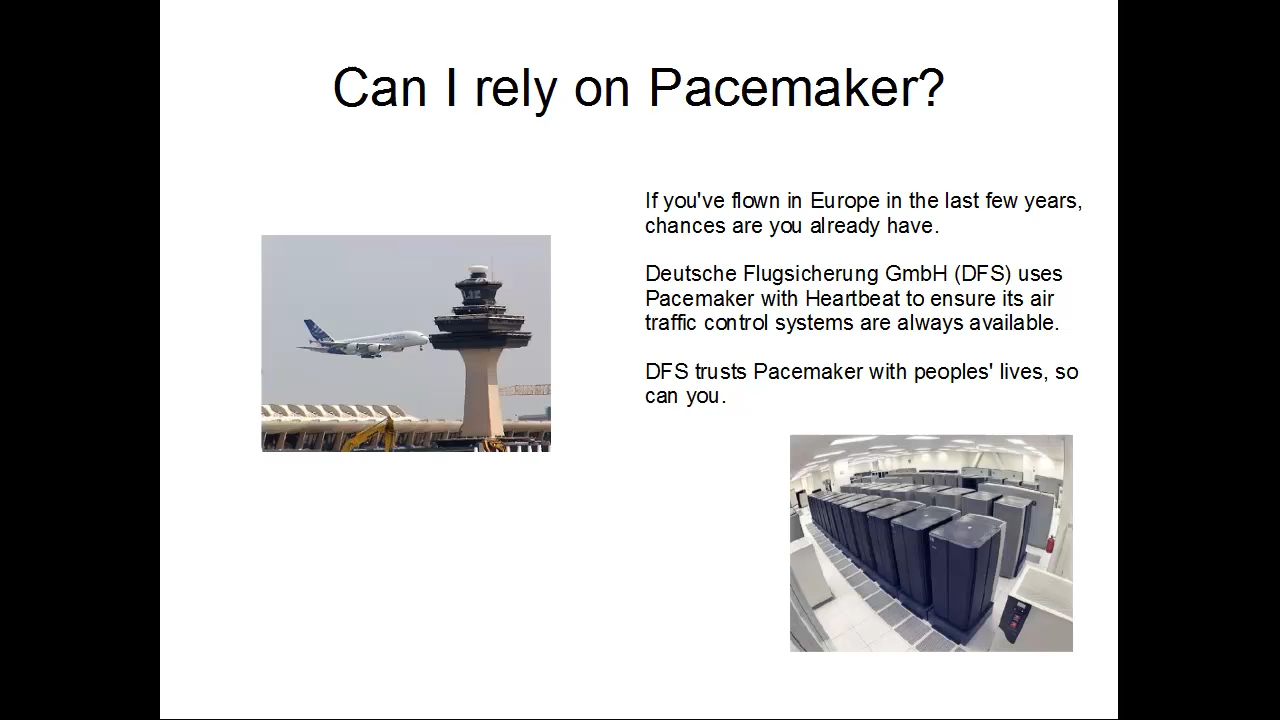 Can I rely on Pacemaker?
If you've flown in Europe in the last few years,
chances are you already have.
Deutsche Flugsicherung GmbH (DFS) uses
Pacemaker with Heartbeat to ensure its air
traffic control systems are always available.
DFS trusts Pacemaker with peoples' lives, so
can you.